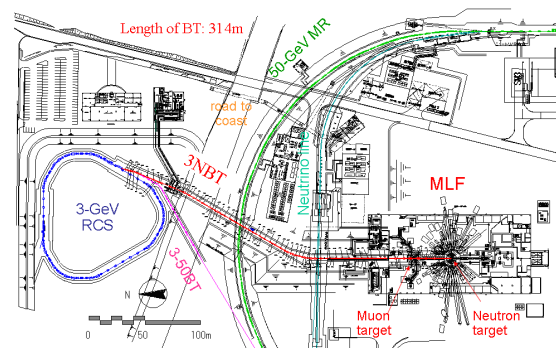 Length of BT: 314m
50-GeV MR
road to
coast
3NBT
Neutrino line
MLF
3-GeV
RCS
3-50BT
N
Muon
target
Neutron
target
0
50
100m